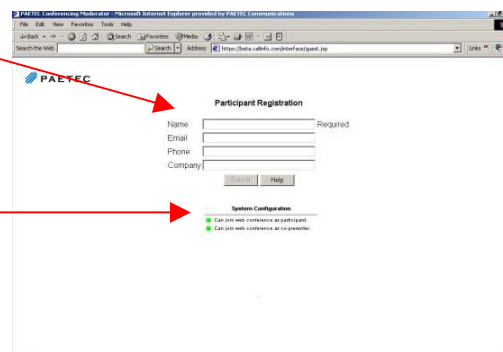 PAETEC Conferencing Moderator - Microsoft Internet Explorer provided by PAETEC Communications
File Edit View Favorites Tools Help
Back Search Favorites Media
Search the Web Search Address https://beta.callinfo.com/interface/guest.jsp Links
PAETEC
Participant Registration
Name Required
Email
Phone
Company
Submit Help
System Configuration
Can join web conference as participant.
Can join web conference as co-presenter.